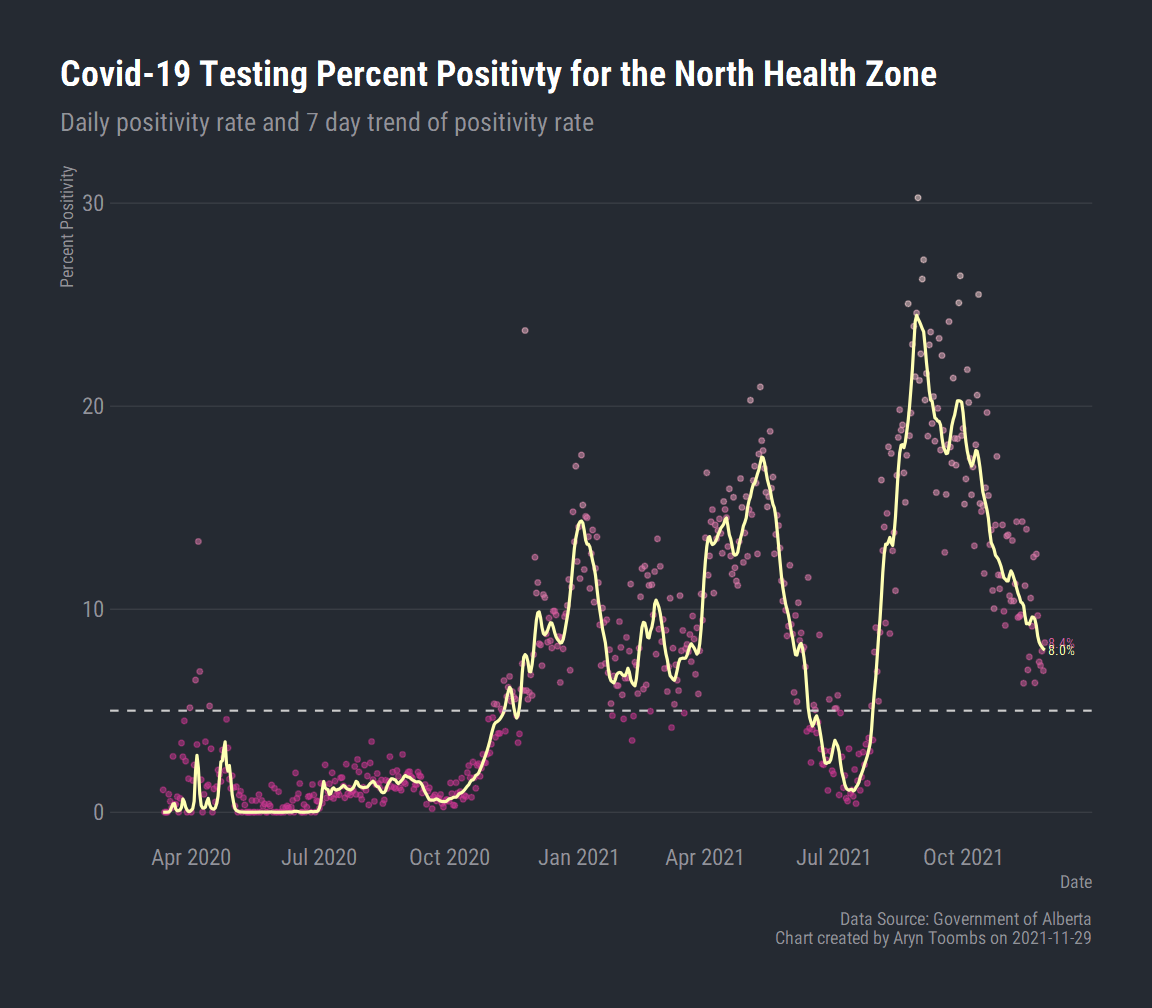 Covid-19 Testing Percent Positivty for the North Health Zone
Daily positivity rate and 7 day trend of positivity rate
Percent Positivity
30
20
10
0
8.4%
8.0%
Apr 2020
Jul 2020
Oct 2020
Jan 2021
Apr 2021
Jul 2021
Oct 2021
Date
Data Source: Government of Alberta
Chart created by Aryn Toombs on 2021-11-29